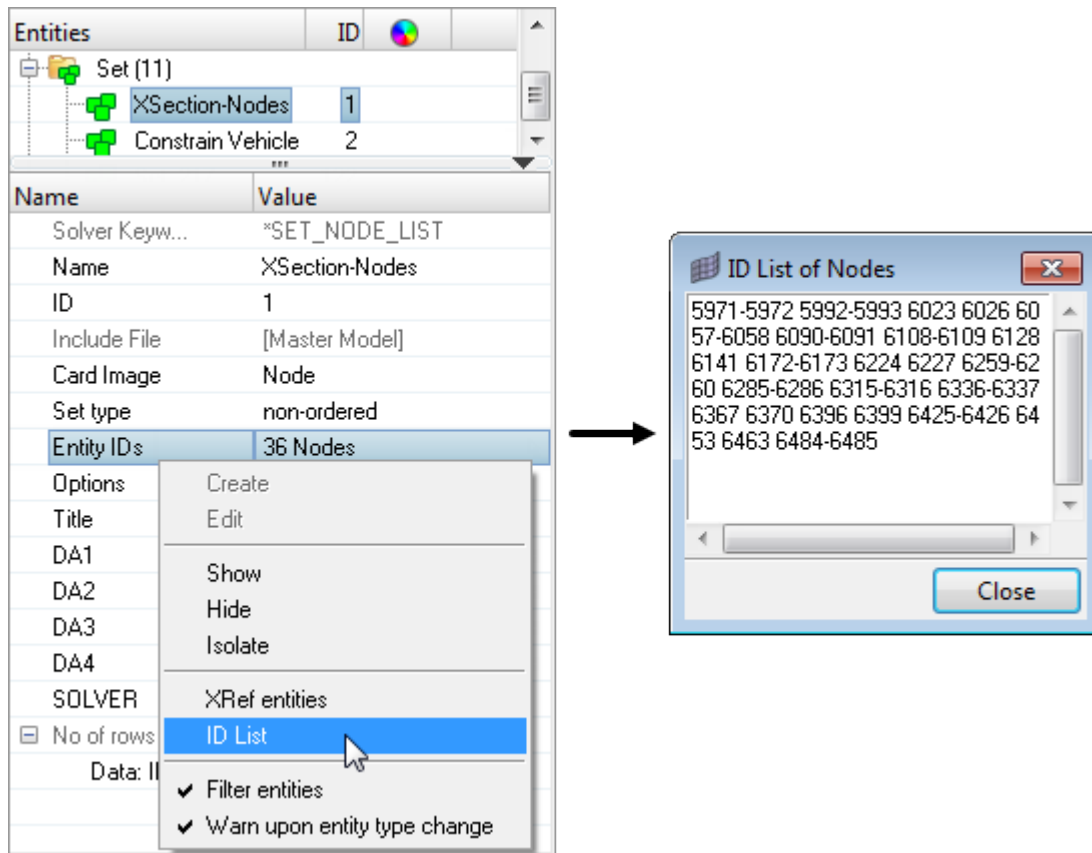 Entities ID
Set (11)
XSection-Nodes 1
Constrain Vehicle 2
Name Value
Solver Keyw... *SET_NODE_LIST
Name XSection-Nodes
ID 1
Include File [Master Model]
Card Image Node
Set type non-ordered
Entity IDs 36 Nodes
Options
Title
DA1
DA2
DA3
DA4
SOLVER
No of rows
Data:
Create
Edit
Show
Hide
Isolate
XRef entities
ID List
Filter entities
Warn upon entity type change
ID List of Nodes
5971-5972 5992-5993 6023 6026 60
57-6058 6090-6091 6108-6109 6128
6141 6172-6173 6224 6227 6259-62
60 6285-6286 6315-6316 6336-6337
6367 6370 6396 6399 6425-6426 64
53 6463 6484-6485
Close